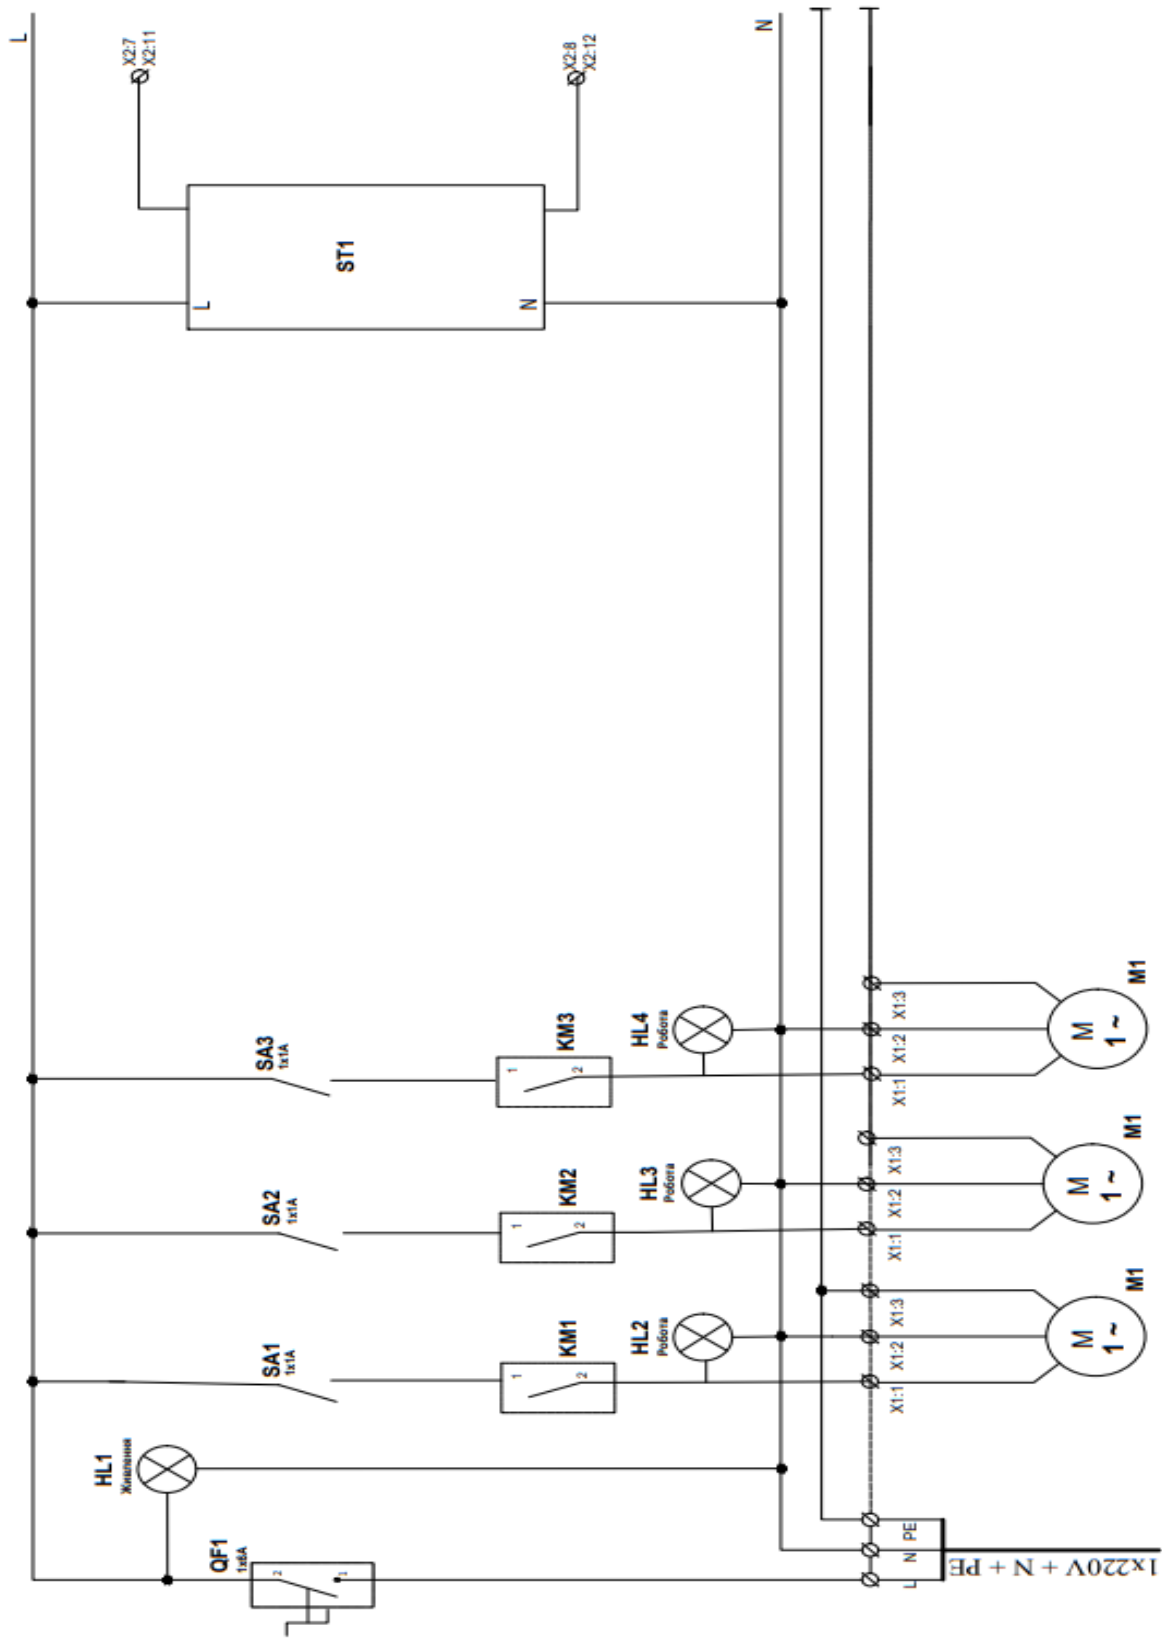 L
QF1
1x6A
2
1
HL1
Живлення
SA1
1x1A
KM1
1
2
HL2
Робота
SA2
1x1A
KM2
1
2
HL3
Робота
SA3
1x1A
KM3
1
2
HL4
Робота
ST1
L
N
X2:7
X2:11
X2:8
X2:12
N
L
N
PE
1x220V + N + PE
X1:1
X1:2
X1:3
M
1 ~
M1
X1:1
X1:2
X1:3
M
1 ~
M1
X1:1
X1:2
X1:3
M
1 ~
M1